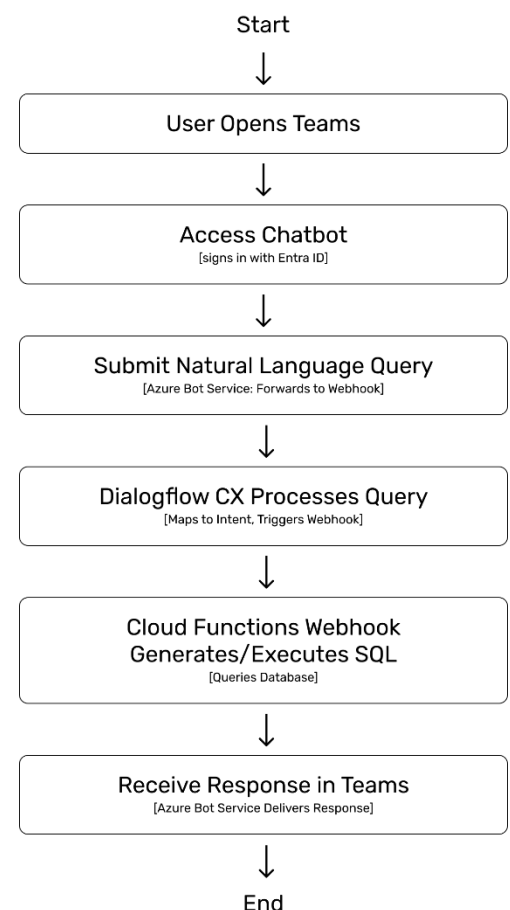 Start
User Opens Teams
Access Chatbot
[signs in with Entra ID]
Submit Natural Language Query
[Azure Bot Service: Forwards to Webhook]
Dialogflow CX Processes Query
[Maps to Intent, Triggers Webhook]
Cloud Functions Webhook
Generates/Executes SQL
[Queries Database]
Receive Response in Teams
[Azure Bot Service Delivers Response]
End